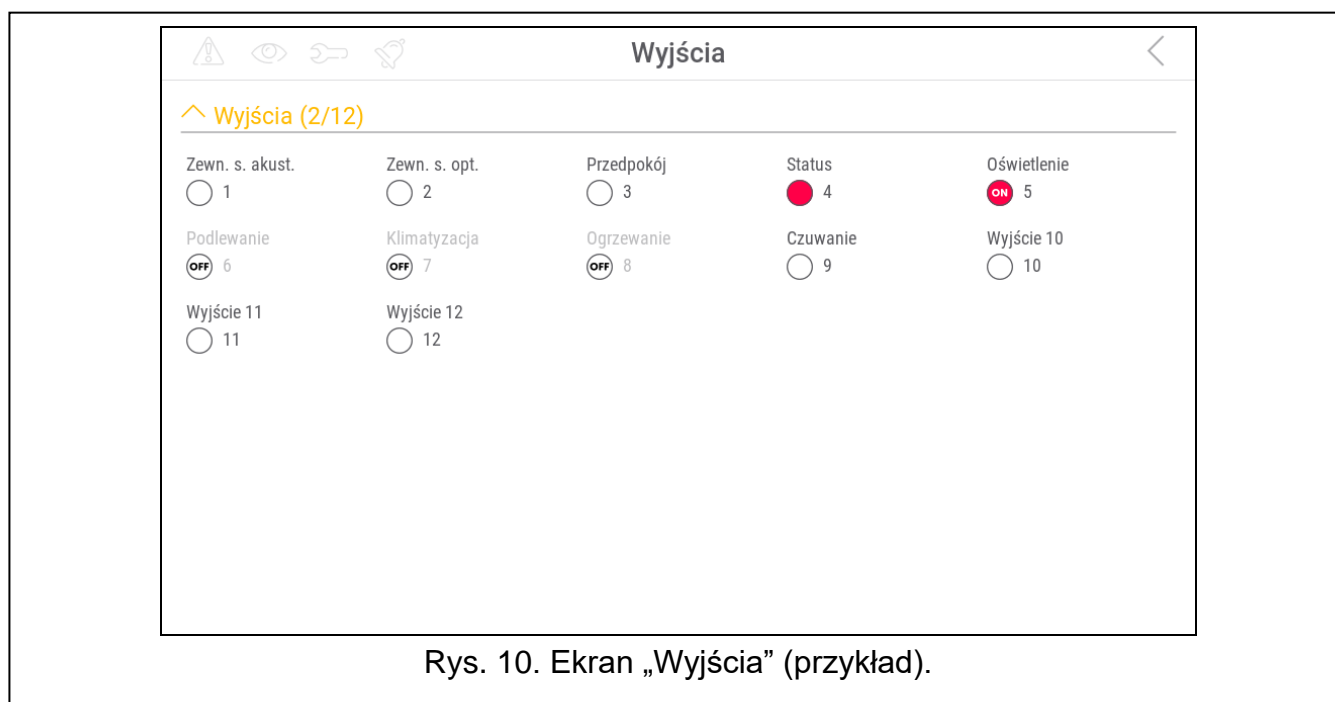 Wyjścia
Wyjścia (2/12)
Zewn. s. akust. Zewn. s. opt. Przedpokój Status Oświetlenie
1 2 3 4 ON 5
Podlewanie Klimatyzacja Ogrzewanie Czuwanie Wyjście 10
OFF 6 OFF 7 OFF 8 9 10
Wyjście 11 Wyjście 12
11 12
Rys. 10. Ekran „Wyjścia” (przykład).